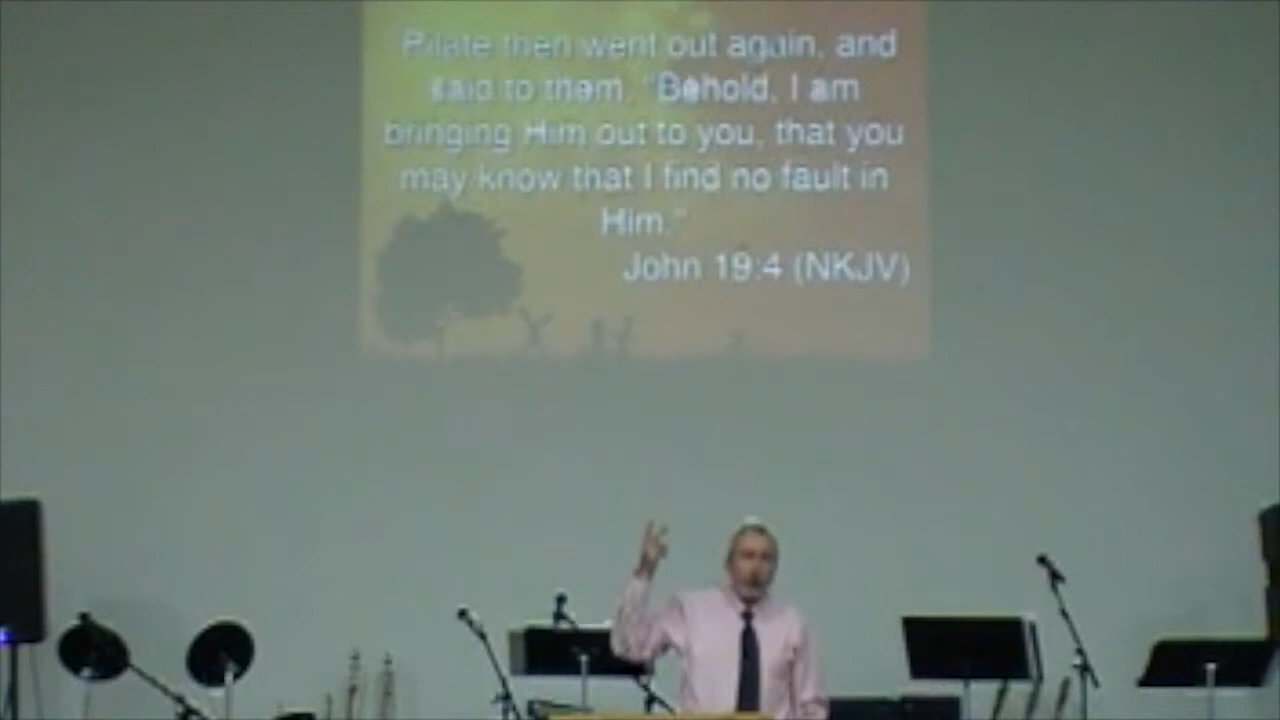 Pilate then went out again, and
said to them, "Behold, I am
bringing Him out to you, that you
may know that I find no fault in
Him."
John 19:4 (NKJV)